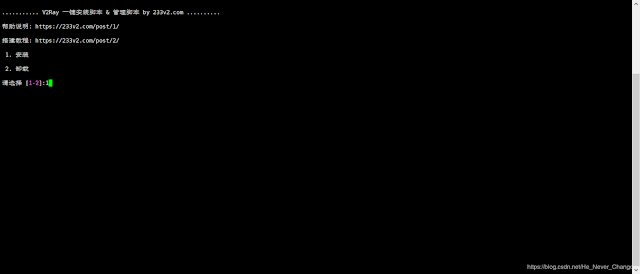 ........... V2Ray 一键安装脚本 & 管理脚本 by 233v2.com ..........
帮助说明: https://233v2.com/post/1/
搭建教程: https://233v2.com/post/2/
1. 安装
2. 卸载
请选择 [1-2]:1
https://blog.csdn.net/He_Never_Change